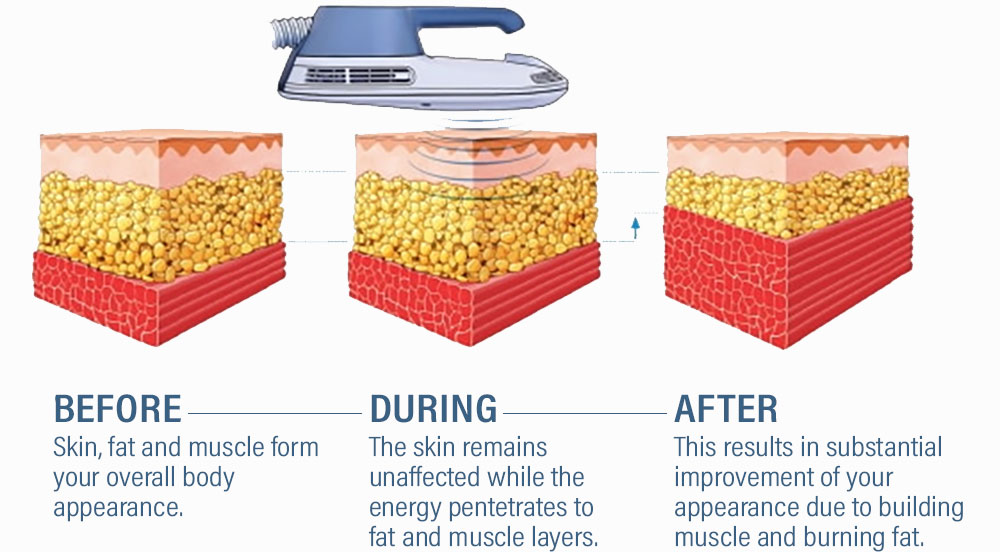 BEFORE
Skin, fat and muscle form
your overall body
appearance.
DURING
The skin remains
unaffected while the
energy pentetrates to
fat and muscle layers.
AFTER
This results in substantial
improvement of your
appearance due to building
muscle and burning fat.